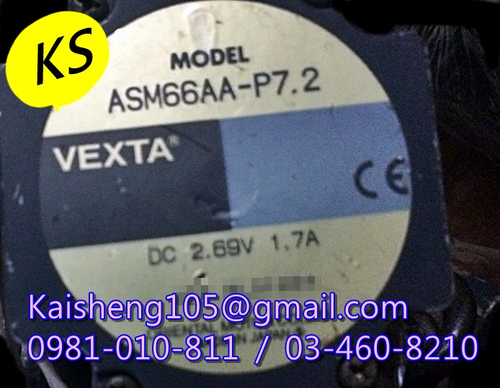 KS
MODEL
ASM66AA-P7.2
VEXTA®
CE
DC 2.69V 1.7A
Kaisheng105@gmail.com
0981-010-811 / 03-460-8210